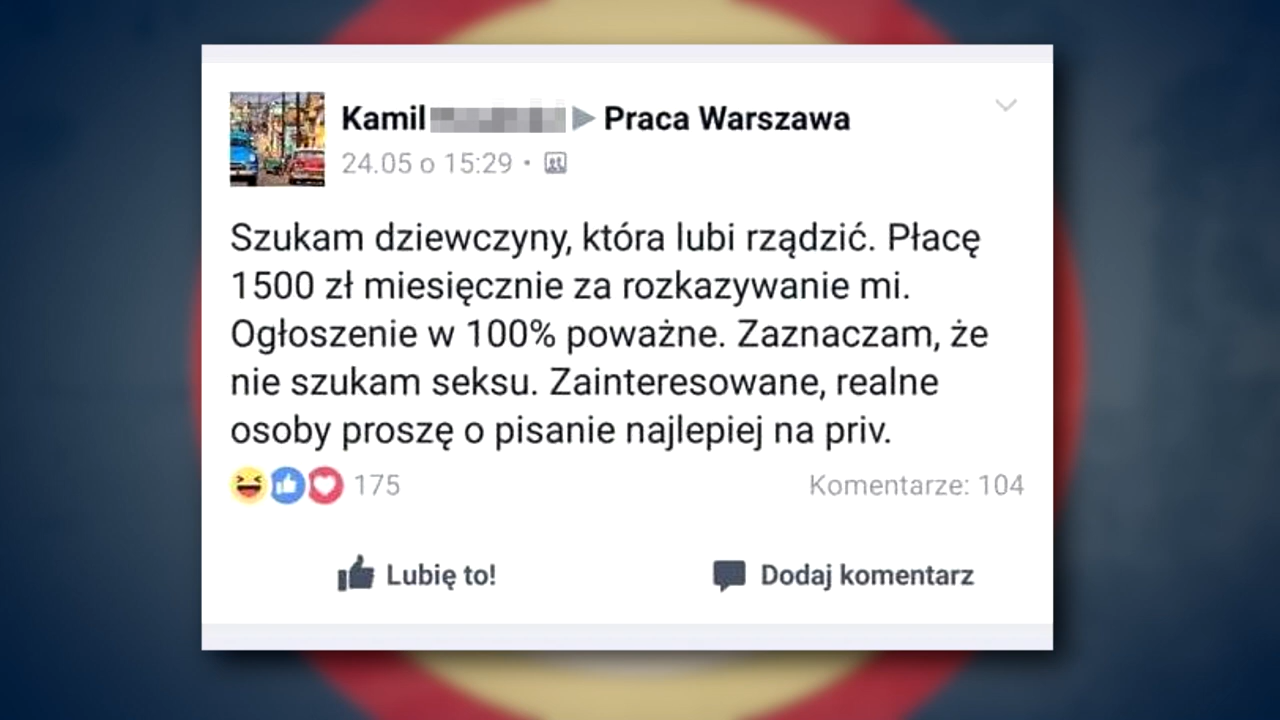 Kamil Praca Warszawa
24.05 o 15:29 •
Szukam dziewczyny, która lubi rządzić. Płacę
1500 zł miesięcznie za rozkazywanie mi.
Ogłoszenie w 100% poważne. Zaznaczam, że
nie szukam seksu. Zainteresowane, realne
osoby proszę o pisanie najlepiej na priv.
175 Komentarze: 104
Lubię to! Dodaj komentarz